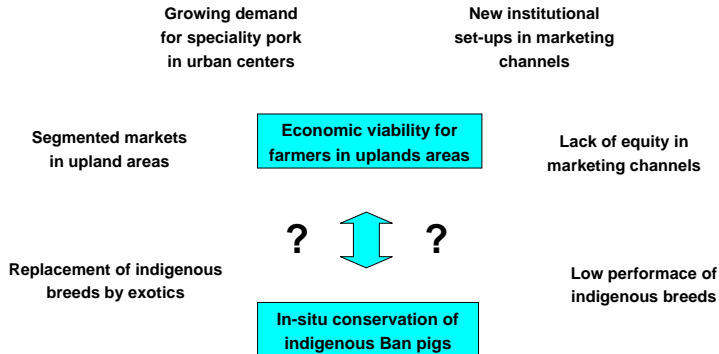 Growing demand
for speciality pork
in urban centers
New institutional
set-ups in marketing
channels
Segmented markets
in upland areas
Economic viability for
farmers in uplands areas
Lack of equity in
marketing channels
? ?
Replacement of indigenous
breeds by exotics
Low performace of
indigenous breeds
In-situ conservation of
indigenous Ban pigs